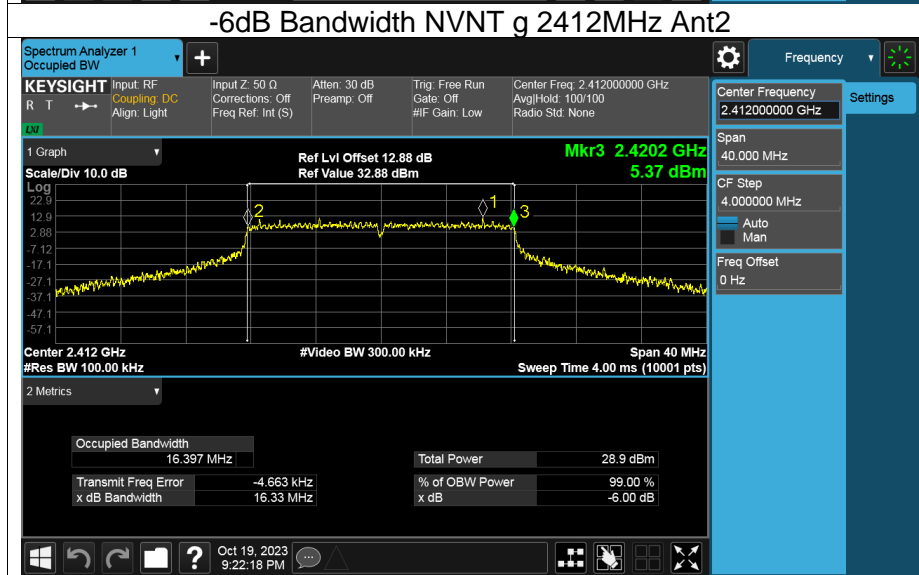 -6dB Bandwidth NVNT g 2412MHz Ant2
Spectrum Analyzer 1
Occupied BW
+
Frequency
KEYSIGHT
R T
LXI
Input: RF
Coupling: DC
Align: Light
Input Z: 50 Ω
Corrections: Off
Freq Ref: Int (S)
Atten: 30 dB
Preamp: Off
Trig: Free Run
Gate: Off
#IF Gain: Low
Center Freq: 2.412000000 GHz
Avg|Hold: 100/100
Radio Std: None
Center Frequency
2.412000000 GHz
Settings
Span
40.000 MHz
CF Step
4.000000 MHz
Auto
Man
Freq Offset
0 Hz
1 Graph
Scale/Div 10.0 dB
Ref Lvl Offset 12.88 dB
Ref Value 32.88 dBm
Mkr3 2.4202 GHz
5.37 dBm
Log
22.9
12.9
2.88
-7.12
-17.1
-27.1
-37.1
-47.1
-57.1
2
1
3
Center 2.412 GHz
#Res BW 100.00 kHz
#Video BW 300.00 kHz
Span 40 MHz
Sweep Time 4.00 ms (10001 pts)
2 Metrics
Occupied Bandwidth
16.397 MHz
Transmit Freq Error -4.663 kHz
x dB Bandwidth 16.33 MHz
Total Power 28.9 dBm
% of OBW Power 99.00 %
x dB -6.00 dB
?
Oct 19, 2023
9:22:18 PM